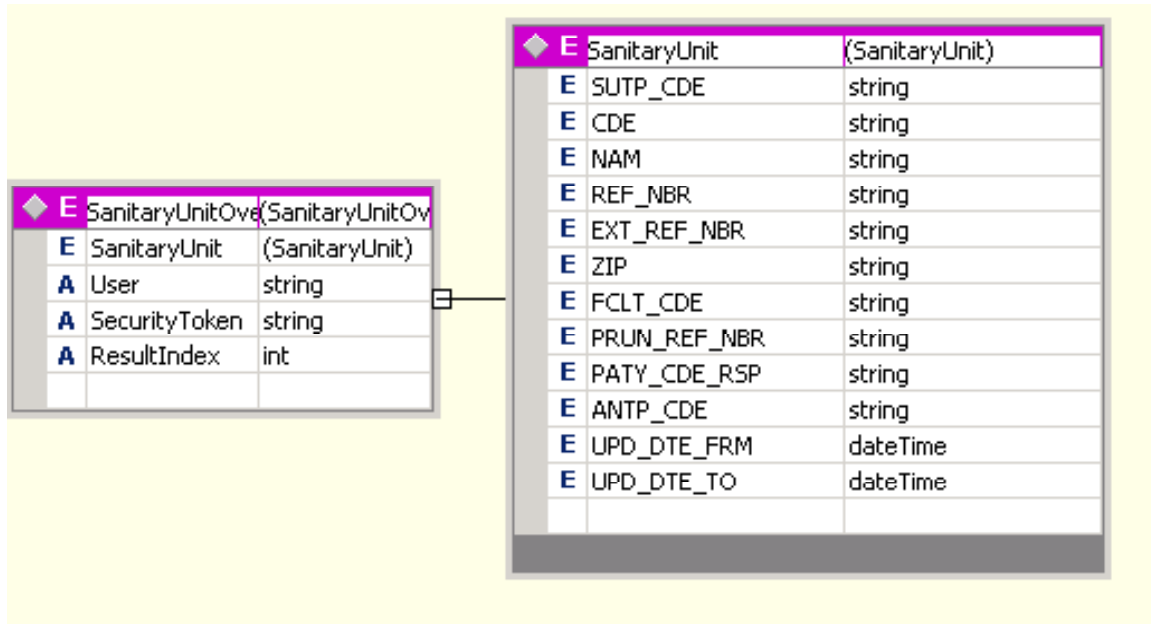 E SanitaryUnitOve (SanitaryUnitOv
E SanitaryUnit (SanitaryUnit)
A User string
A SecurityToken string
A ResultIndex int
E SanitaryUnit (SanitaryUnit)
E SUTP_CDE string
E CDE string
E NAM string
E REF_NBR string
E EXT_REF_NBR string
E ZIP string
E FCLT_CDE string
E PRUN_REF_NBR string
E PATY_CDE_RSP string
E ANTP_CDE string
E UPD_DTE_FRM dateTime
E UPD_DTE_TO dateTime